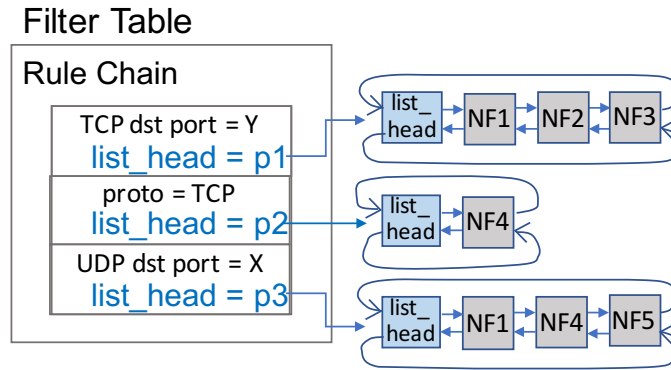 Filter Table
Rule Chain
TCP dst port = Y
list_head = p1
proto = TCP
list_head = p2
UDP dst port = X
list_head = p3
list_
head
NF1
NF2
NF3
list_
head
NF4
list_
head
NF1
NF4
NF5